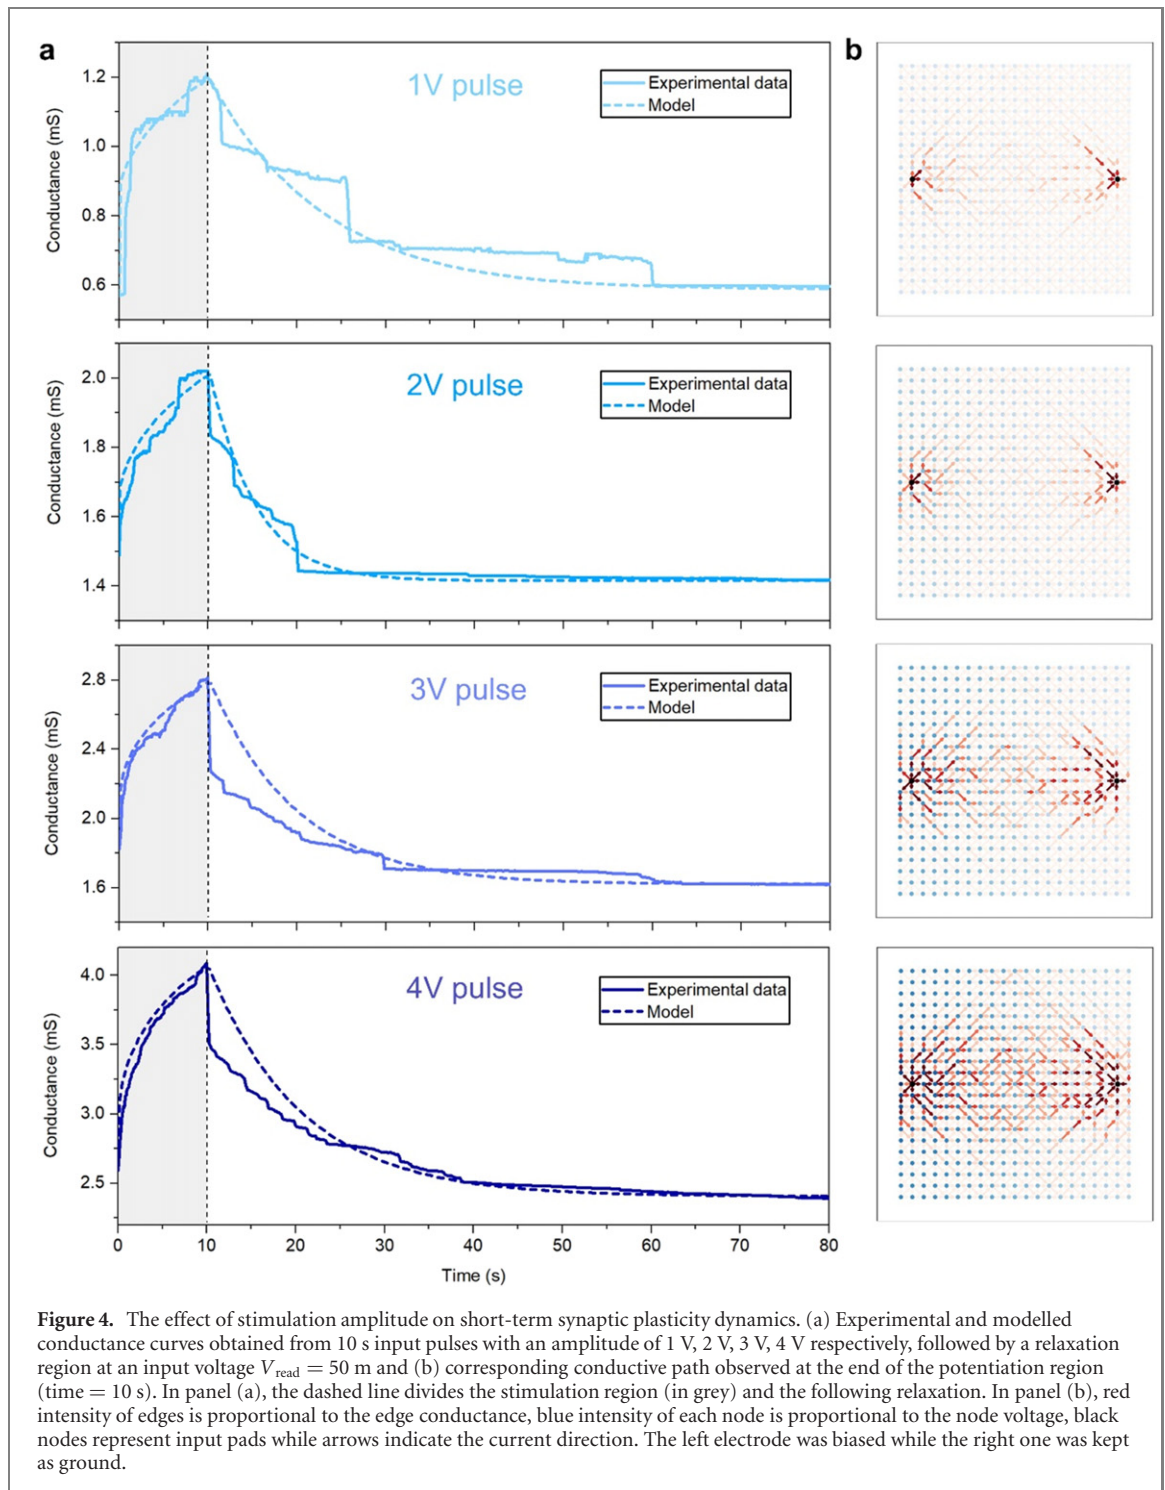 a
b
1V pulse
Experimental data
Model
Conductance (mS)
1.2
1.0
0.8
0.6
2V pulse
Experimental data
Model
Conductance (mS)
2.0
1.8
1.6
1.4
3V pulse
Experimental data
Model
Conductance (mS)
2.8
2.4
2.0
1.6
4V pulse
Experimental data
Model
Conductance (mS)
4.0
3.5
3.0
2.5
0 10 20 30 40 50 60 70 80
Time (s)
Figure 4. The effect of stimulation amplitude on short-term synaptic plasticity dynamics. (a) Experimental and modelled
conductance curves obtained from 10 s input pulses with an amplitude of 1 V, 2 V, 3 V, 4 V respectively, followed by a relaxation
region at an input voltage Vread = 50 m and (b) corresponding conductive path observed at the end of the potentiation region
(time = 10 s). In panel (a), the dashed line divides the stimulation region (in grey) and the following relaxation. In panel (b), red
intensity of edges is proportional to the edge conductance, blue intensity of each node is proportional to the node voltage, black
nodes represent input pads while arrows indicate the current direction. The left electrode was biased while the right one was kept
as ground.